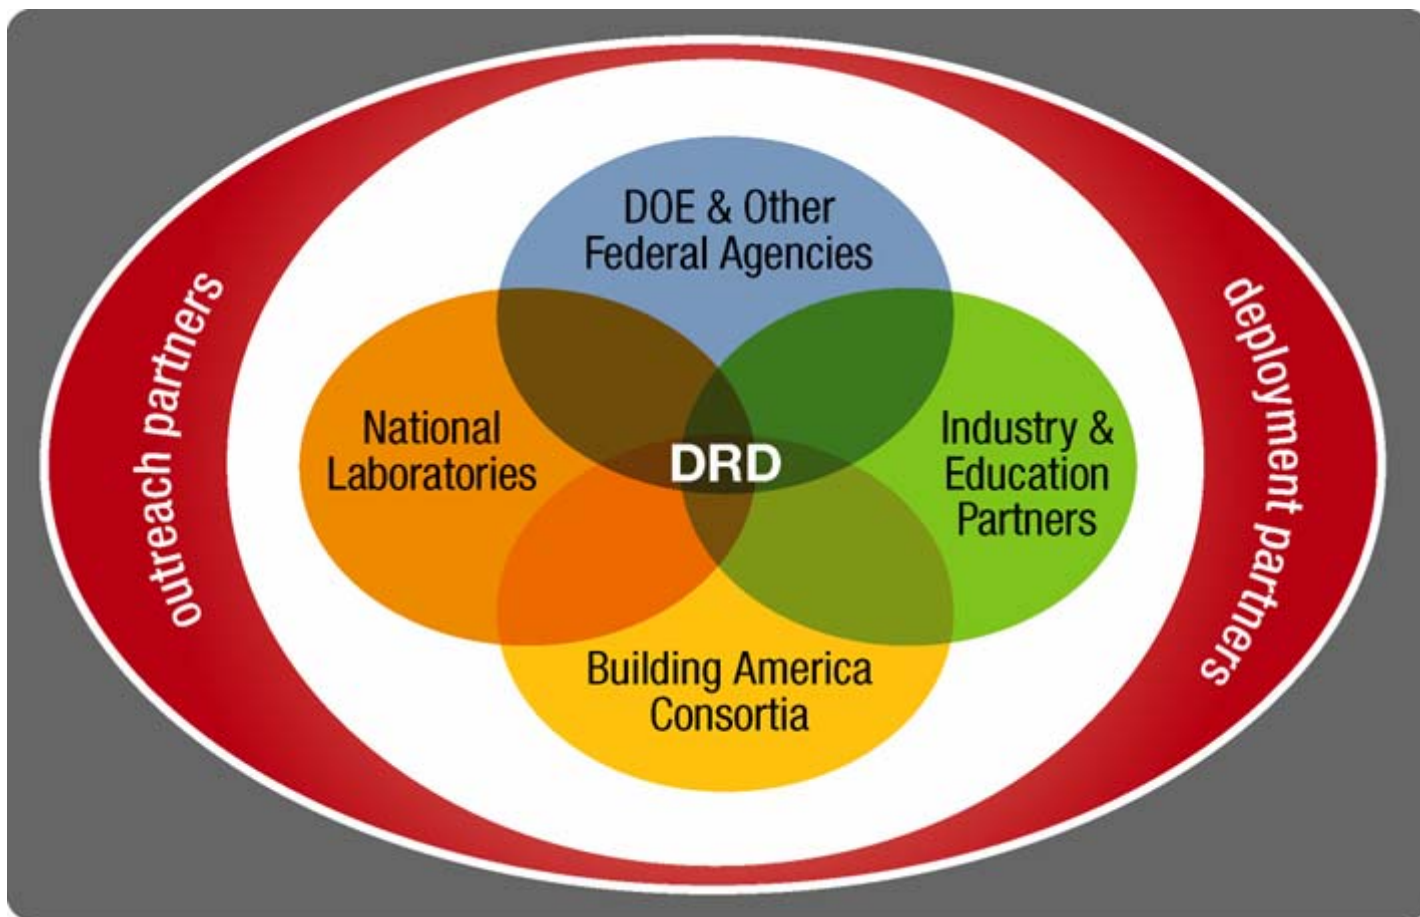 DOE & Other
Federal Agencies
outreach partners
National
Laboratories
DRD
Industry &
Education
Partners
deployment partners
Building America
Consortia